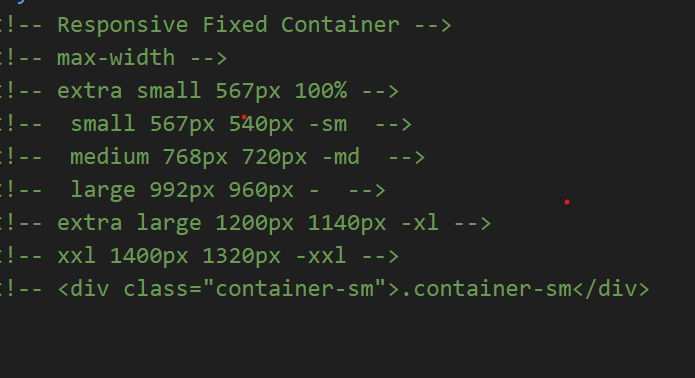 !-- Responsive Fixed Container -->
!-- max-width -->
!-- extra small 567px 100% -->
!--  small 567px 540px -sm  -->
!--  medium 768px 720px -md  -->
!--  large 992px 960px -  -->
!-- extra large 1200px 1140px -xl -->
!-- xxl 1400px 1320px -xxl -->
!-- <div class="container-sm">.container-sm</div>